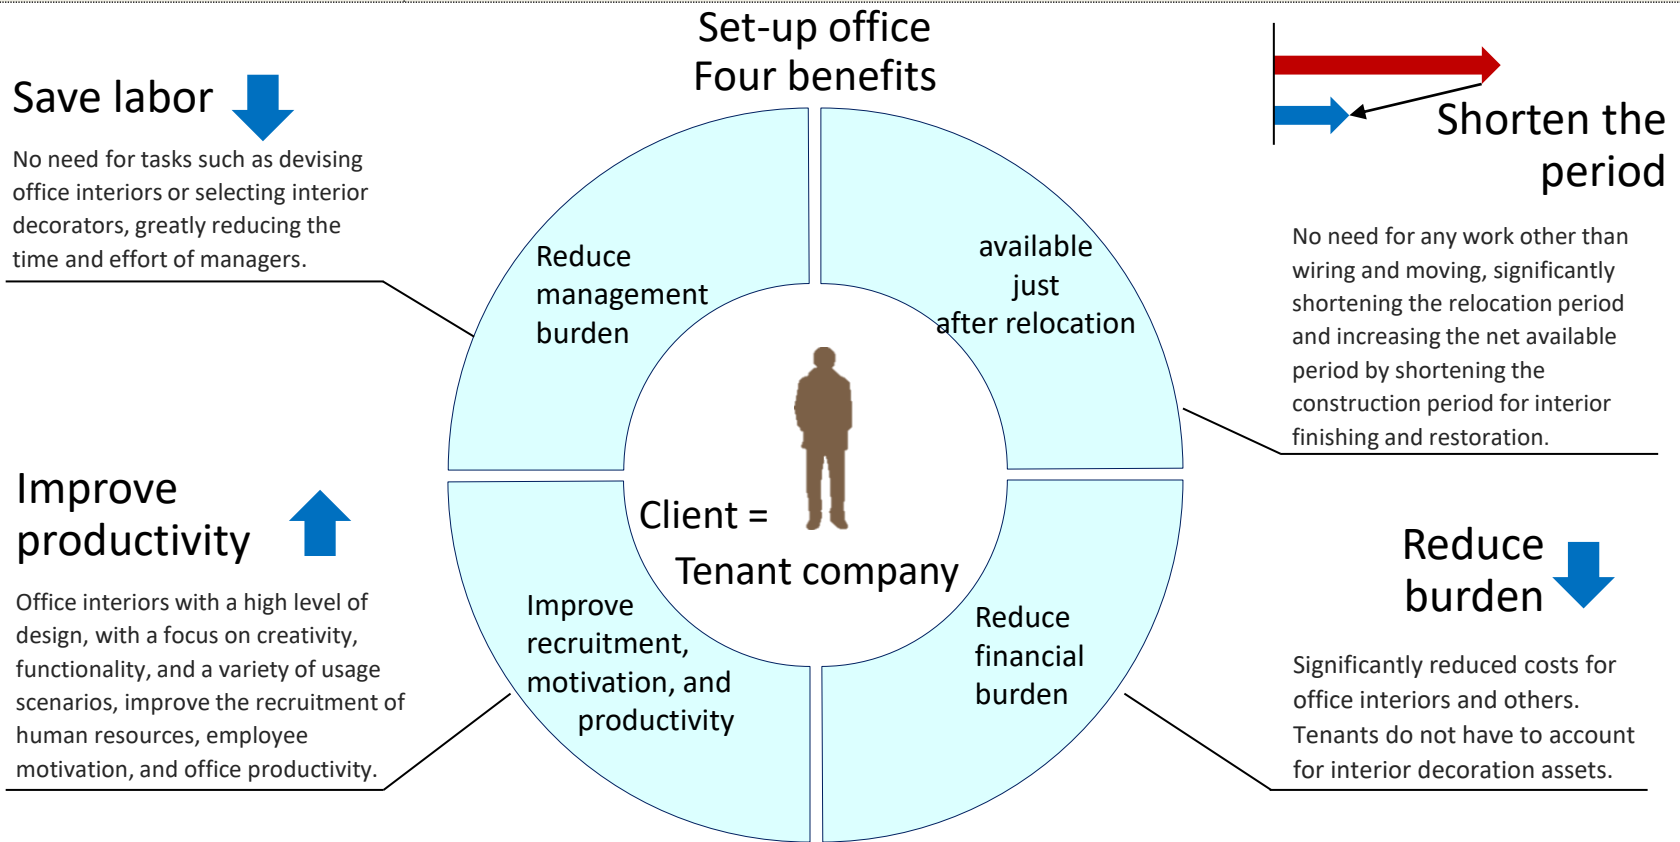 Set-up office
Four benefits
Save labor
No need for tasks such as devising
office interiors or selecting interior
decorators, greatly reducing the
time and effort of managers.
Shorten the
period
No need for any work other than
wiring and moving, significantly
shortening the relocation period
and increasing the net available
period by shortening the
construction period for interior
finishing and restoration.
Reduce
management
burden
available
just
after relocation
Client =
Tenant company
Improve
productivity
Office interiors with a high level of
design, with a focus on creativity,
functionality, and a variety of usage
scenarios, improve the recruitment of
human resources, employee
motivation, and office productivity.
Improve
recruitment,
motivation, and
productivity
Reduce
financial
burden
Reduce
burden
Significantly reduced costs for
office interiors and others.
Tenants do not have to account
for interior decoration assets.